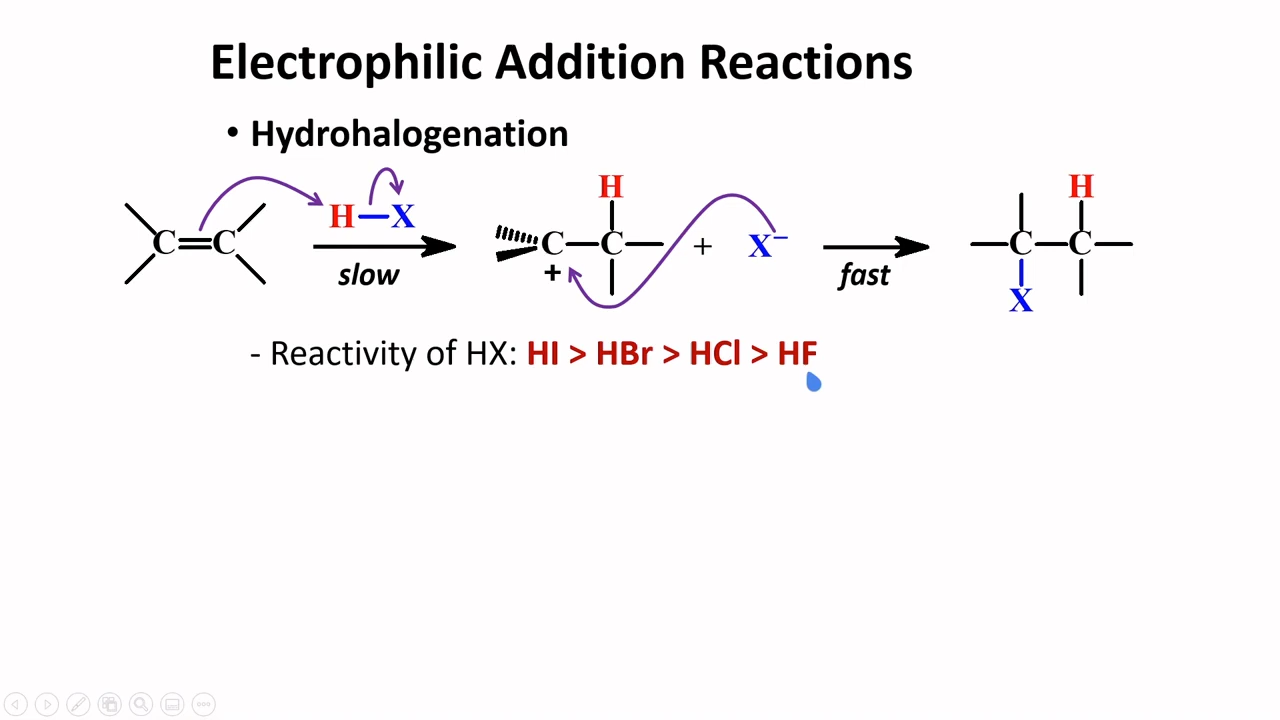 Electrophilic Addition Reactions
• Hydrohalogenation
H H
H—X
C=C C—C— + X⁻ —C—C—
+ slow fast
X
- Reactivity of HX: HI > HBr > HCl > HF